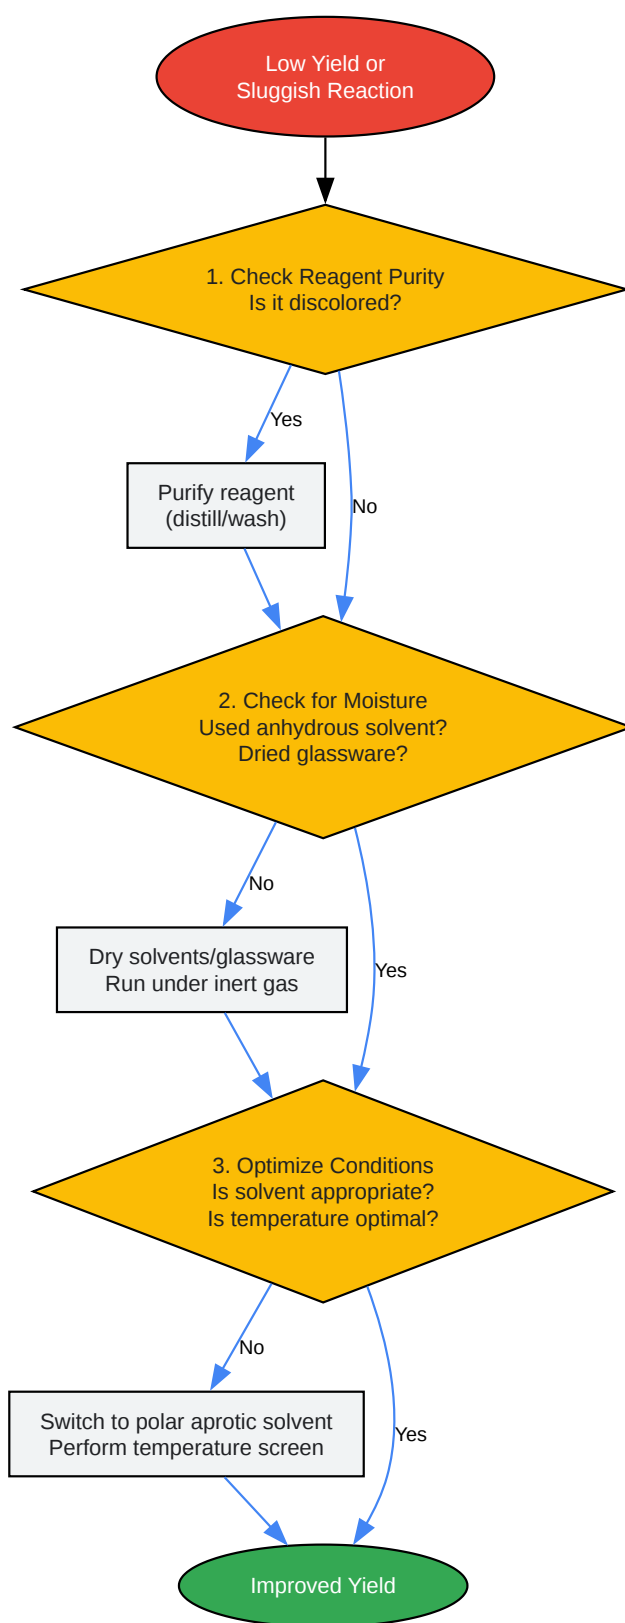 Low Yield or
Sluggish Reaction
1. Check Reagent Purity
Is it discolored?
Yes
Purify reagent
(distill/wash)
No
2. Check for Moisture
Used anhydrous solvent?
Dried glassware?
No
Dry solvents/glassware
Run under inert gas
Yes
3. Optimize Conditions
Is solvent appropriate?
Is temperature optimal?
No
Switch to polar aprotic solvent
Perform temperature screen
Yes
Improved Yield